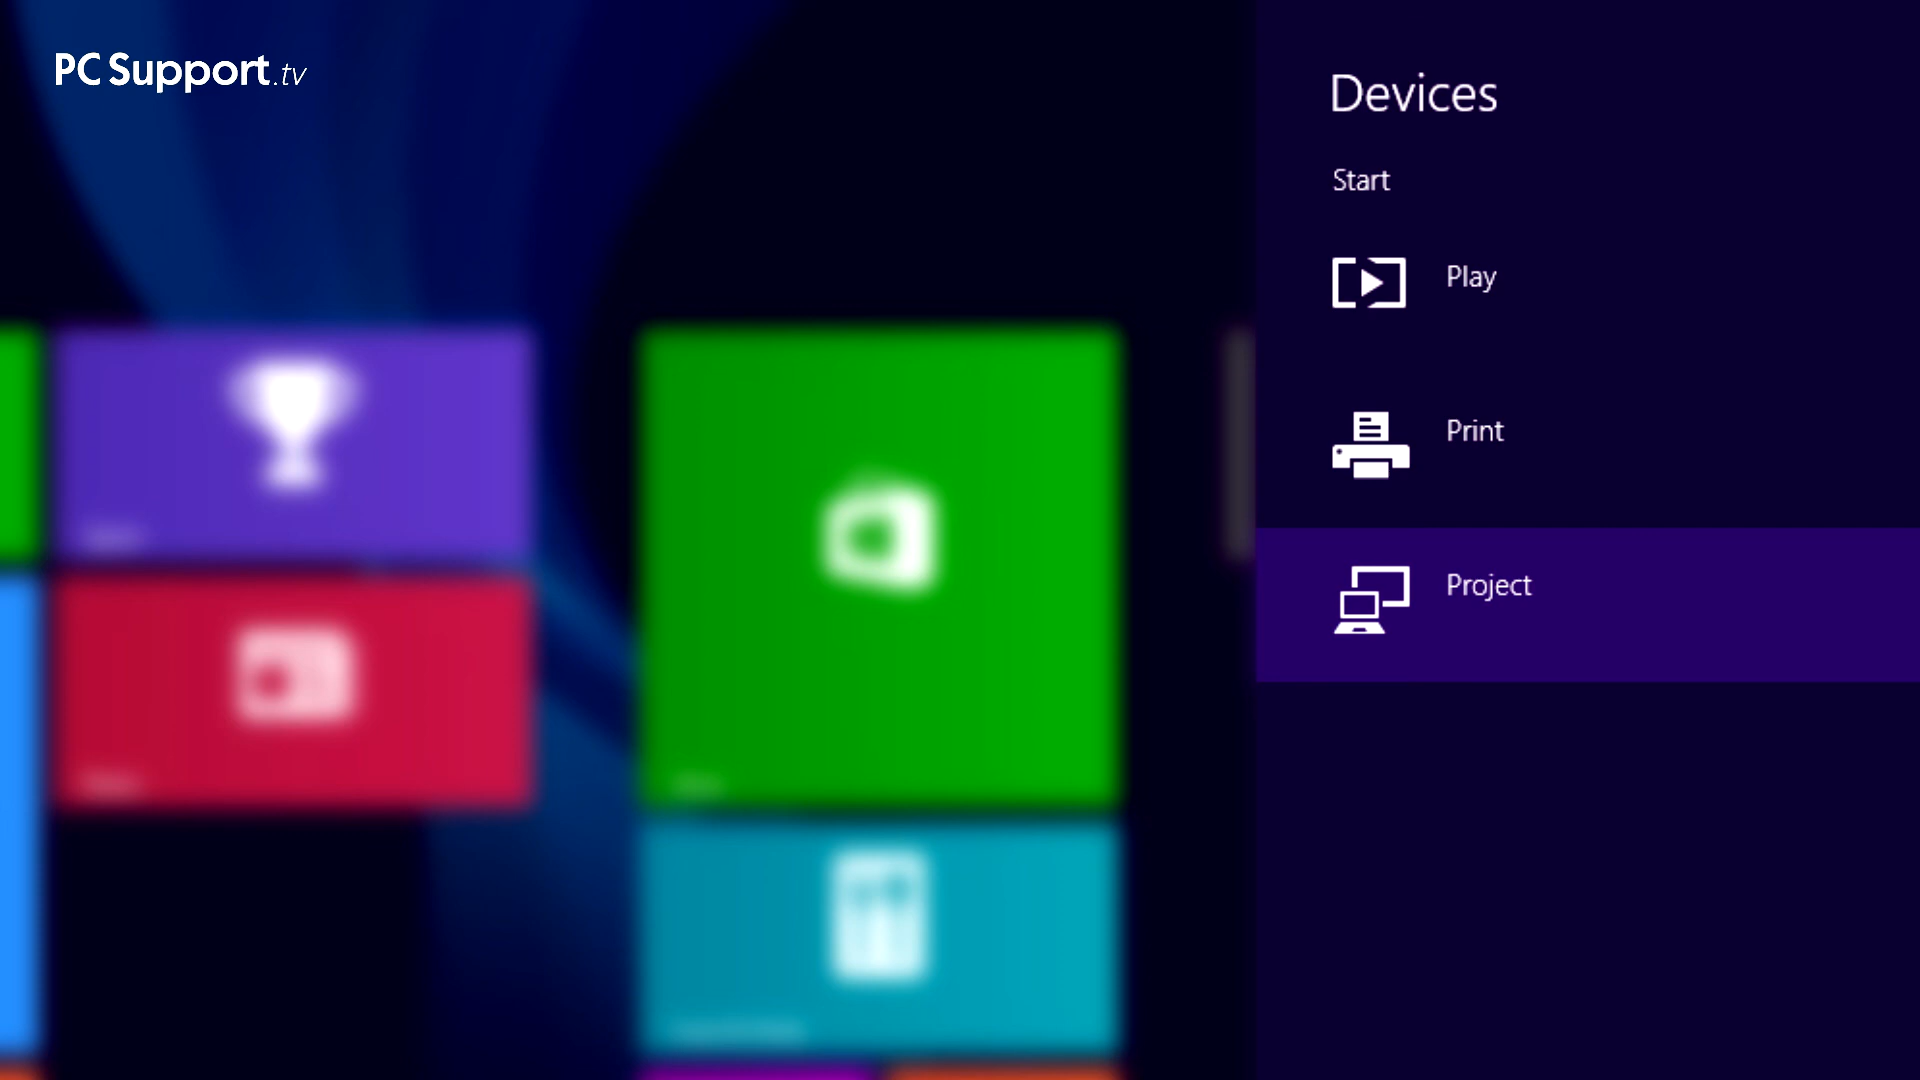 PC Support.tv
Devices
Start
Play
Print
Project